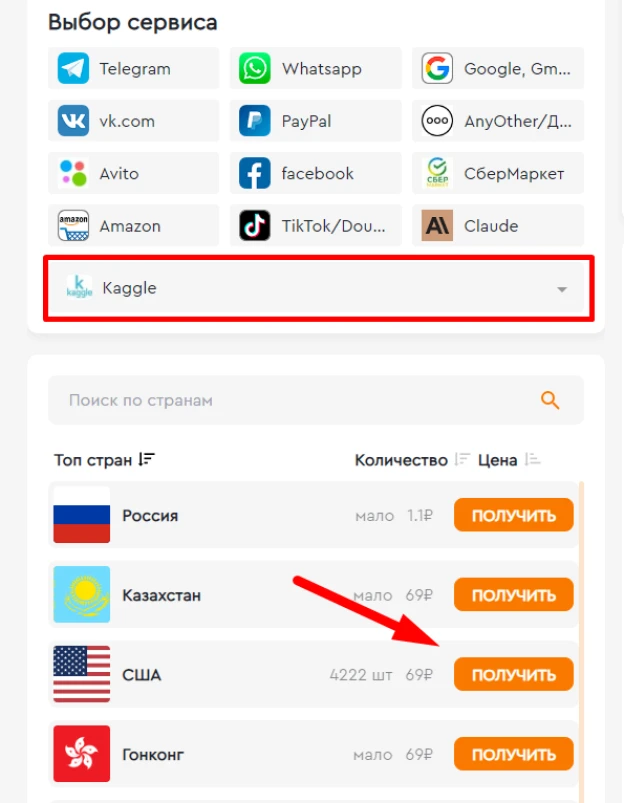 Выбор сервиса
Telegram Whatsapp Google, Gm...
vk.com PayPal AnyOther/Д...
Avito facebook СберМаркет
amazon Amazon TikTok/Dou... СБЕР МАРКЕТ Claude
k kaggle Kaggle
Поиск по странам
Топ стран Количество Цена
Россия мало 1.1₽ ПОЛУЧИТЬ
Казахстан мало 69₽ ПОЛУЧИТЬ
США 4222 шт 69₽ ПОЛУЧИТЬ
Гонконг мало 69₽ ПОЛУЧИТЬ